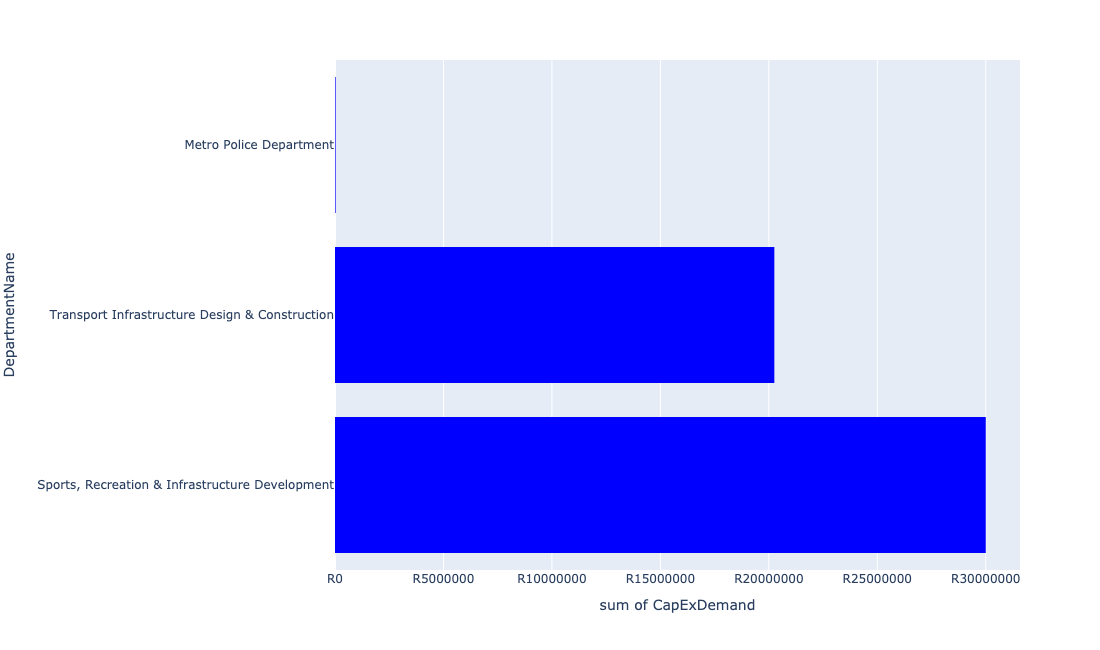 DepartmentName
Metro Police Department
Transport Infrastructure Design & Construction
Sports, Recreation & Infrastructure Development
R0 R5000000 R10000000 R15000000 R20000000 R25000000 R30000000
sum of CapExDemand